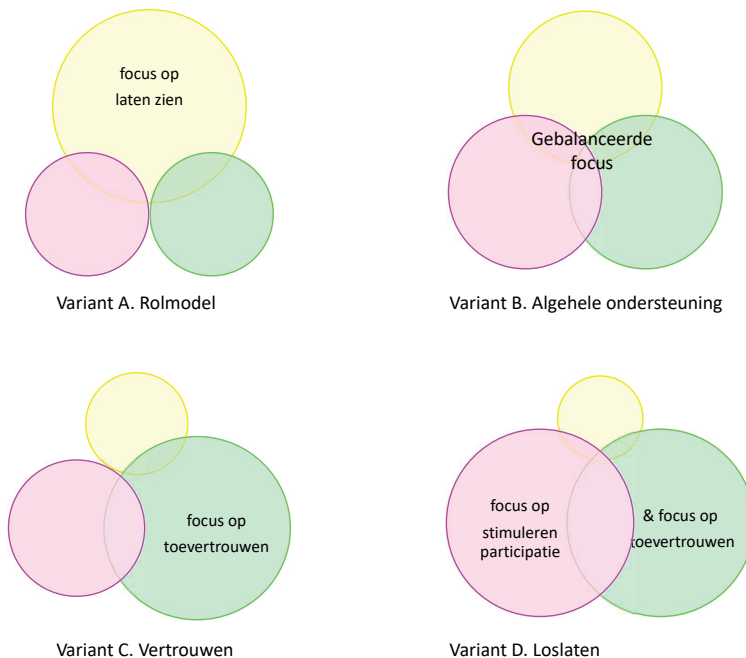 focus op
laten zien
Gebalanceerde
focus
Variant A. Rolmodel
Variant B. Algehele ondersteuning
focus op
toevertrouwen
focus op
stimuleren
participatie
& focus op
toevertrouwen
Variant C. Vertrouwen
Variant D. Loslaten